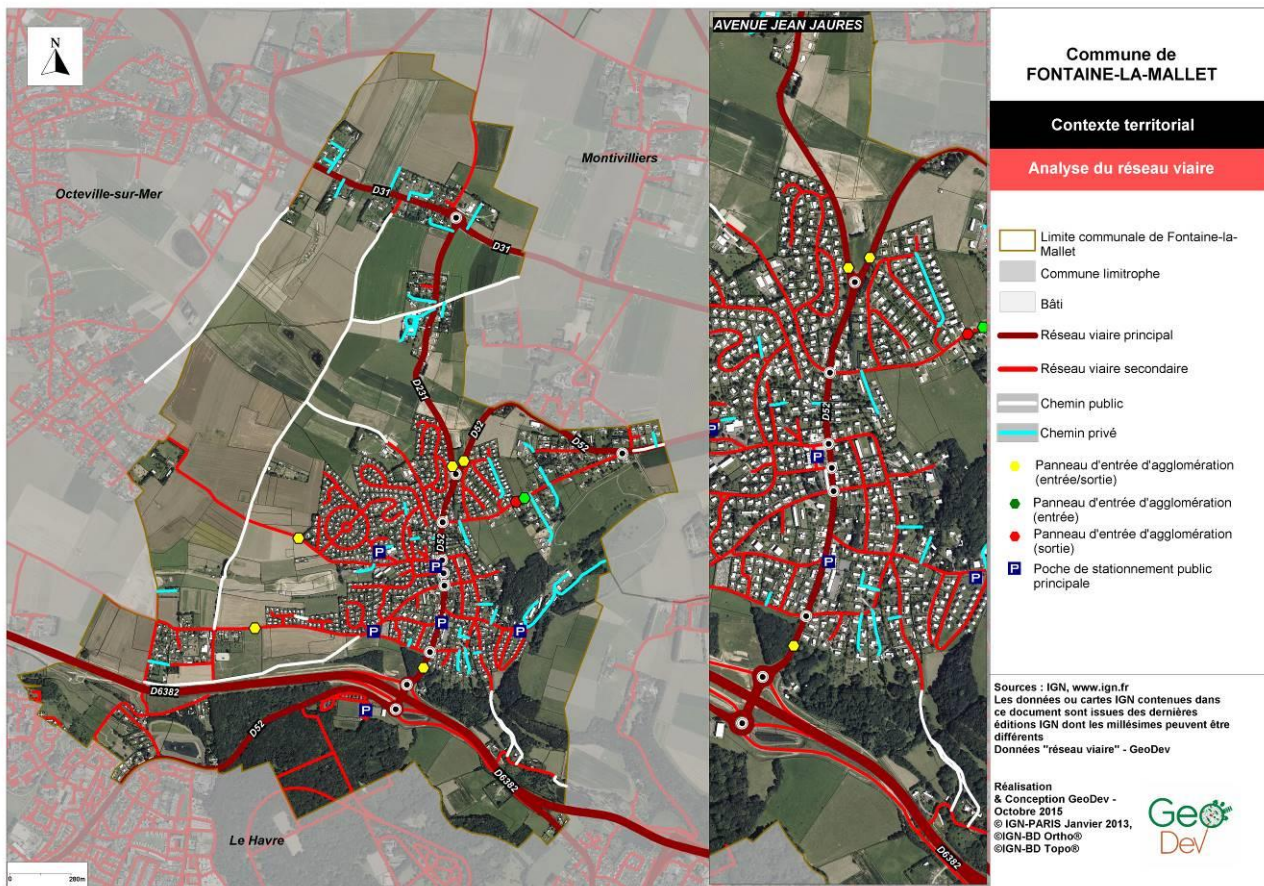 N
Octeville-sur-Mer
Montivilliers
D31
D31
D231
D52
D52
D52
P
P
P
P
P
P
D6382
D52
D6382
Le Havre
0 280m
AVENUE JEAN JAURES
D52
P
P
P
P
D6382
Commune de
FONTAINE-LA-MALLET
Contexte territorial
Analyse du réseau viaire
Limite communale de Fontaine-la-
Mallet
Commune limitrophe
Bâti
Réseau viaire principal
Réseau viaire secondaire
Chemin public
Chemin privé
Panneau d'entrée d'agglomération
(entrée/sortie)
Panneau d'entrée d'agglomération
(entrée)
Panneau d'entrée d'agglomération
(sortie)
P Poche de stationnement public
principale
Sources : IGN, www.ign.fr
Les données ou cartes IGN contenues dans
ce document sont issues des dernières
éditions IGN dont les millésimes peuvent être
différents
Données "réseau viaire" - GeoDev
Réalisation
& Conception GeoDev -
Octobre 2015
© IGN-PARIS Janvier 2013,
©IGN-BD Ortho®
©IGN-BD Topo®
Geo
Dev